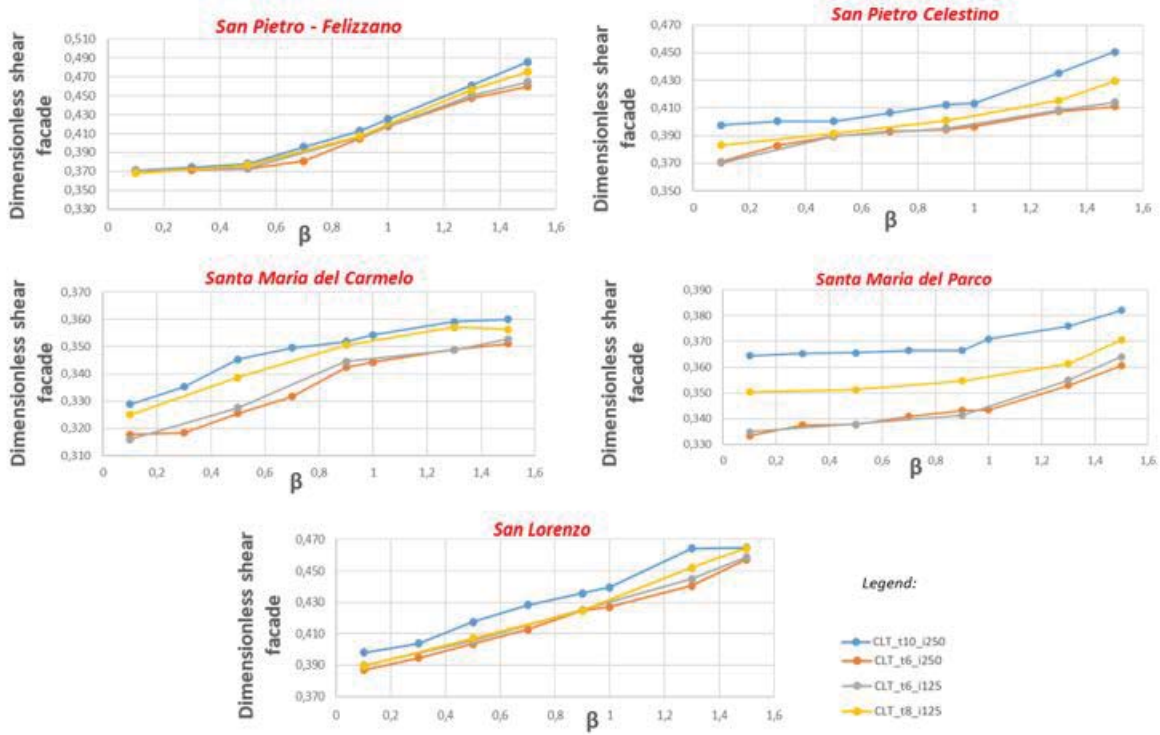 San Pietro - Felizzano
Dimensionless shear
facade
0,510
0,490
0,470
0,450
0,430
0,410
0,390
0,370
0,350
0,330
0 0,2 0,4 0,6 0,8 1 1,2 1,4 1,6
β
San Pietro Celestino
Dimensionless shear
facade
0,470
0,450
0,430
0,410
0,390
0,370
0,350
0 0,2 0,4 0,6 0,8 1 1,2 1,4 1,6
β
Santa Maria del Carmelo
Dimensionless shear
facade
0,370
0,360
0,350
0,340
0,330
0,320
0,310
0 0,2 0,4 0,6 0,8 1 1,2 1,4 1,6
β
Santa Maria del Parco
Dimensionless shear
facade
0,390
0,380
0,370
0,360
0,350
0,340
0,330
0 0,2 0,4 0,6 0,8 1 1,2 1,4 1,6
β
San Lorenzo
Dimensionless shear
facade
0,470
0,450
0,430
0,410
0,390
0,370
0 0,2 0,4 0,6 0,8 1 1,2 1,4 1,6
β
Legend:
CLT_t10_i250
CLT_t6_i250
CLT_t6_i125
CLT_t8_i125